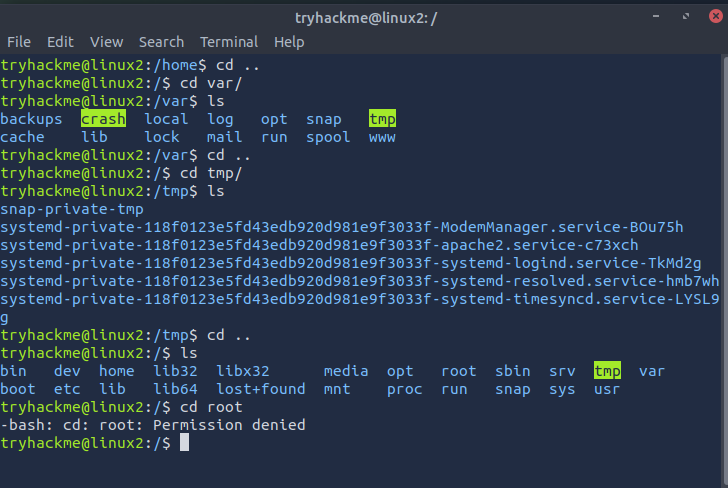 tryhackme@linux2: /
File Edit View Search Terminal Help
tryhackme@linux2:/home$ cd ..
tryhackme@linux2:/$ cd var/
tryhackme@linux2:/var$ ls
backups  crash  local  log   opt  snap   tmp
cache    lib    lock   mail  run  spool  www
tryhackme@linux2:/var$ cd ..
tryhackme@linux2:/$ cd tmp/
tryhackme@linux2:/tmp$ ls
snap-private-tmp
systemd-private-118f0123e5fd43edb920d981e9f3033f-ModemManager.service-BOu75h
systemd-private-118f0123e5fd43edb920d981e9f3033f-apache2.service-c73xch
systemd-private-118f0123e5fd43edb920d981e9f3033f-systemd-logind.service-TkMd2g
systemd-private-118f0123e5fd43edb920d981e9f3033f-systemd-resolved.service-hmb7wh
systemd-private-118f0123e5fd43edb920d981e9f3033f-systemd-timesyncd.service-LYSL9
g
tryhackme@linux2:/tmp$ cd ..
tryhackme@linux2:/$ ls
bin   dev  home  lib32  libx32      media  opt   root  sbin  srv  tmp  var
boot  etc  lib   lib64  lost+found  mnt    proc  run   snap  sys  usr
tryhackme@linux2:/$ cd root
-bash: cd: root: Permission denied
tryhackme@linux2:/$